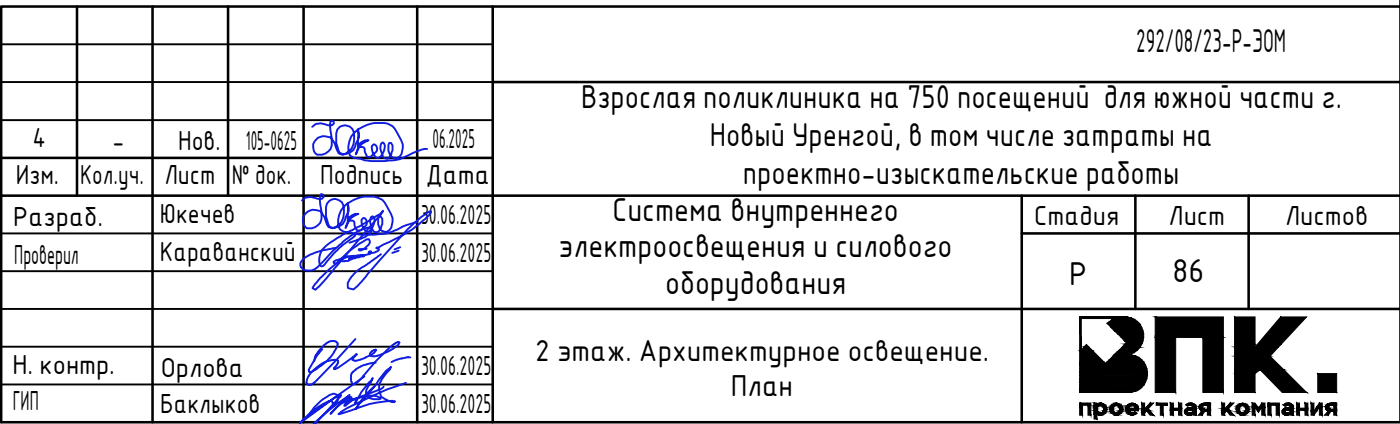 292/08/23-Р-ЭОМ
Взрослая поликлиника на 750 посещений для южной части г.
Новый Уренгой, в том числе затраты на
проектно-изыскательские работы
4 - Нов. 105-0625 06.2025
Изм. Кол.уч. Лист № док. Подпись Дата
Разраб. Юкечев 30.06.2025
Проверил Караванский 30.06.2025
Система внутреннего
электроосвещения и силового
оборудования
Стадия Лист Листов
Р 86
Н. контр. Орлова 30.06.2025
ГИП Баклыков 30.06.2025
2 этаж. Архитектурное освещение.
План
ВПК.
проектная компания